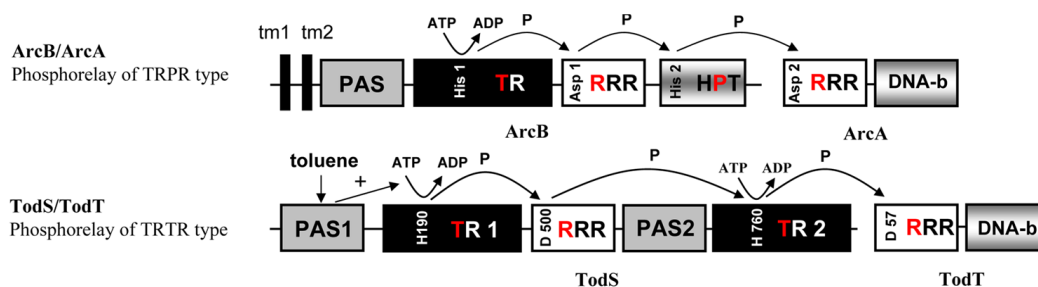 ATP ADP P P P
tm1 tm2
ArcB/ArcA
Phosphorelay of TRPR type
PAS His 1 TR Asp 1 RRR His 2 HPT Asp 2 RRR DNA-b
ArcB ArcA
toluene + ATP ADP P P ATP ADP P
TodS/TodT
Phosphorelay of TRTR type
PAS1 H190 TR 1 D 500 RRR PAS2 H 760 TR 2 D 57 RRR DNA-b
TodS TodT